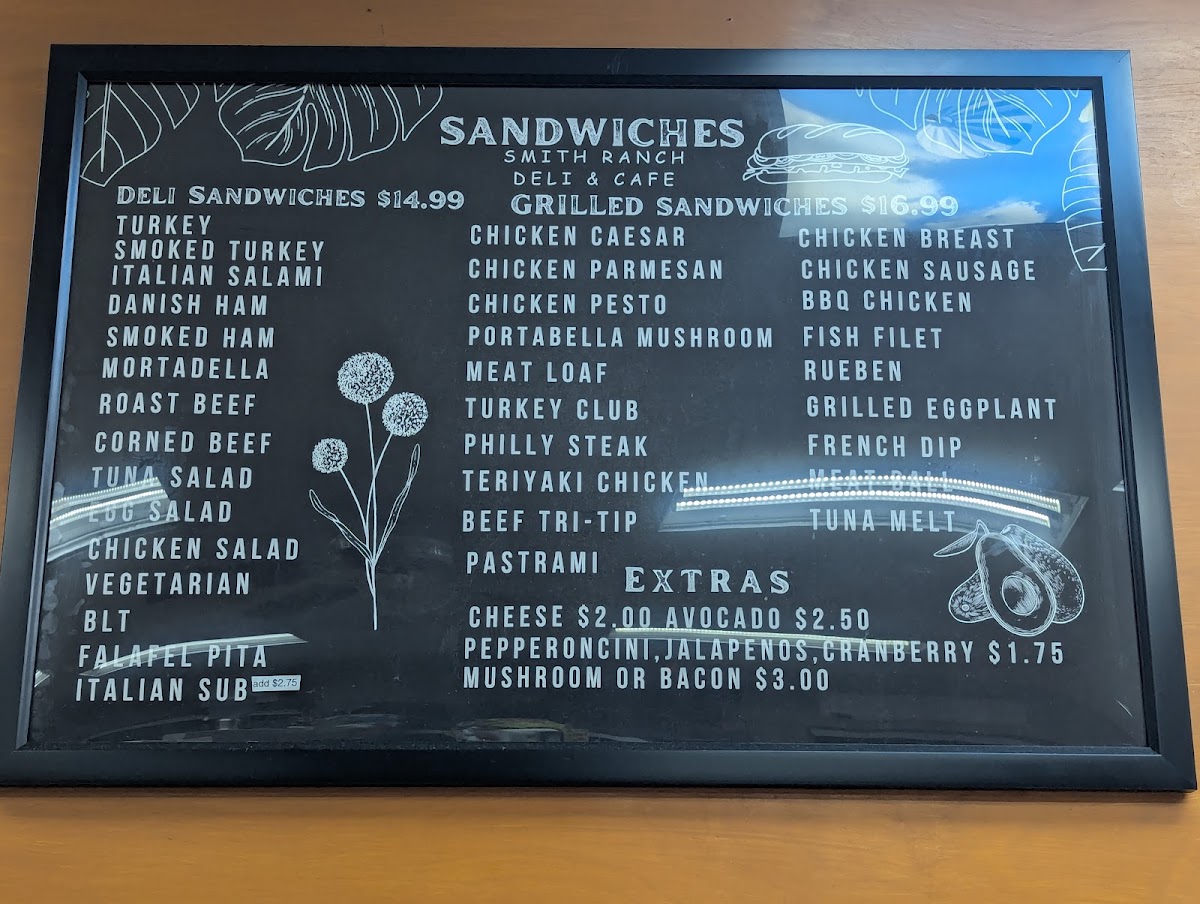 SANDWICHES
SMITH RANCH
DELI & CAFE
DELI SANDWICHES $14.99
TURKEY
SMOKED TURKEY
ITALIAN SALAMI
DANISH HAM
SMOKED HAM
MORTADELLA
ROAST BEEF
CORNED BEEF
TUNA SALAD
EGG SALAD
CHICKEN SALAD
VEGETARIAN
BLT
FALAFEL PITA
ITALIAN SUB add $2.75
GRILLED SANDWICHES $16.99
CHICKEN CAESAR
CHICKEN PARMESAN
CHICKEN PESTO
PORTABELLA MUSHROOM
MEAT LOAF
TURKEY CLUB
PHILLY STEAK
TERIYAKI CHICKEN
BEEF TRI-TIP
PASTRAMI
CHICKEN BREAST
CHICKEN SAUSAGE
BBQ CHICKEN
FISH FILET
RUEBEN
GRILLED EGGPLANT
FRENCH DIP
MEAT BALL
TUNA MELT
EXTRAS
CHEESE $2.00 AVOCADO $2.50
PEPPERONCINI,JALAPENOS,CRANBERRY $1.75
MUSHROOM OR BACON $3.00